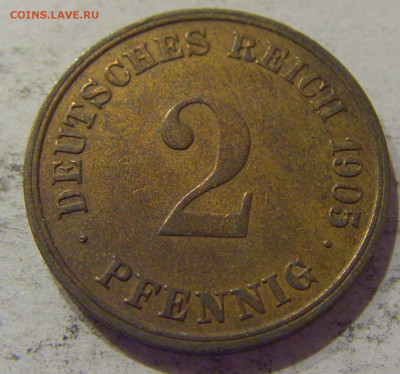 COINS.LAVE.RU
DEUTSCHES REICH 1905
2
· PFENNIG ·